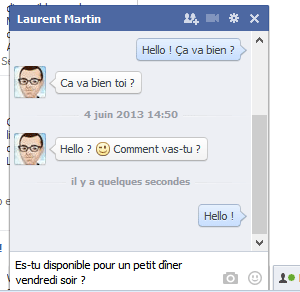 Laurent Martin
Hello ! Ça va bien ?
Ca va bien toi ?
4 juin 2013 14:50
Hello ? Comment vas-tu ?
il y a quelques secondes
Hello !
Es-tu disponible pour un petit dîner
vendredi soir ?